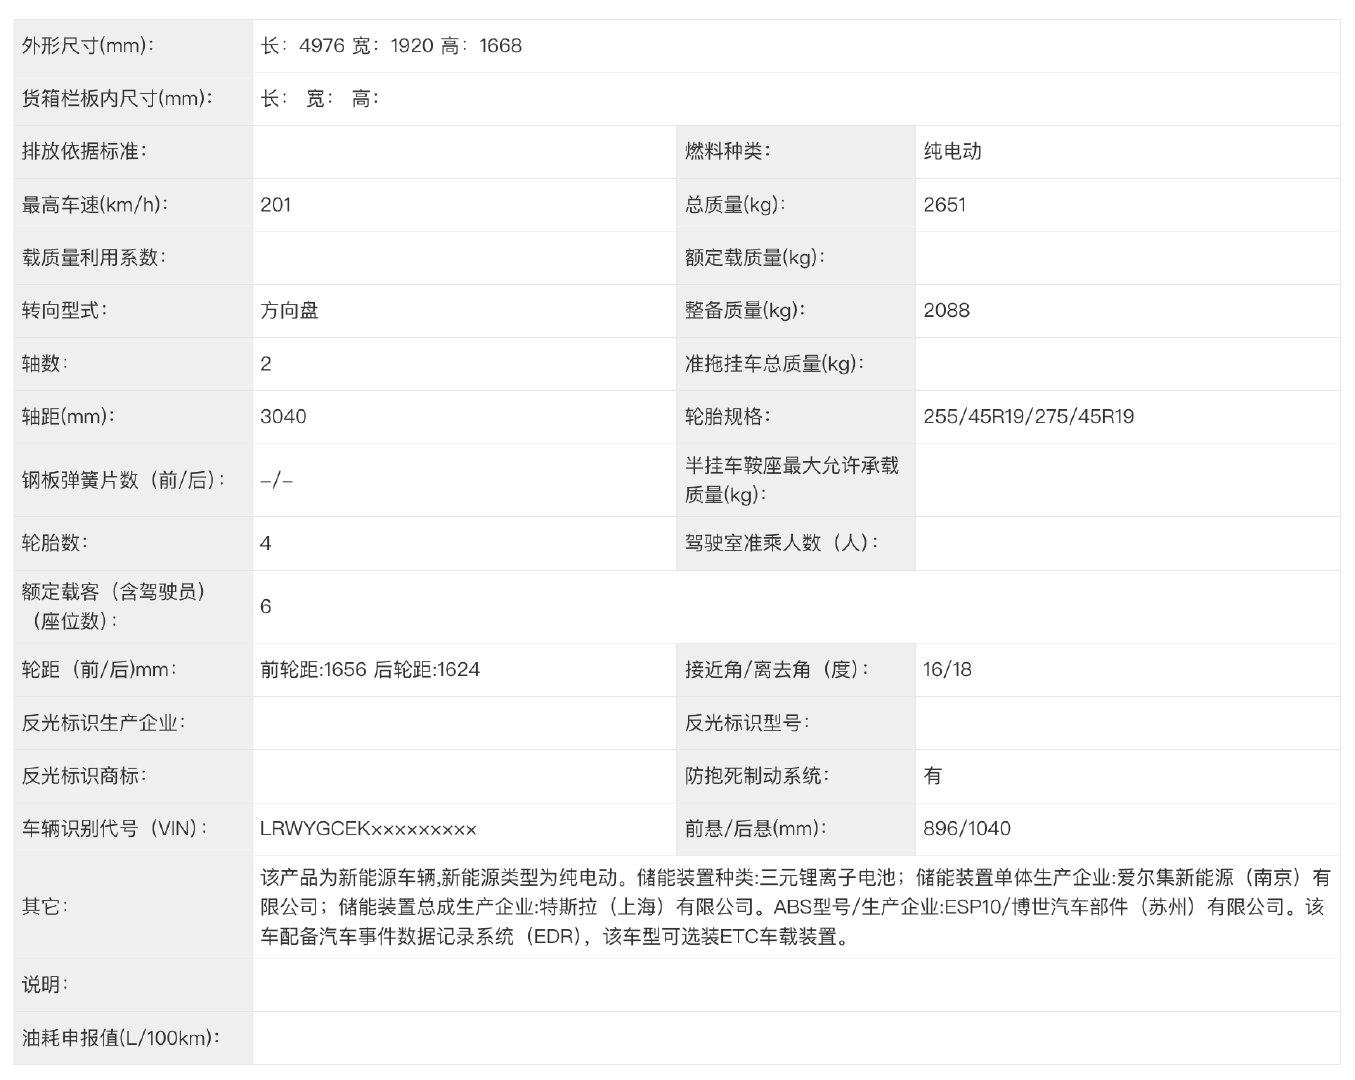 外形尺寸(mm)： 长：4976 宽：1920 高：1668
货箱栏板内尺寸(mm)： 长： 宽： 高：
排放依据标准： 燃料种类： 纯电动
最高车速(km/h)： 201 总质量(kg)： 2651
载质量利用系数： 额定载质量(kg)：
转向型式： 方向盘 整备质量(kg)： 2088
轴数： 2 准拖挂车总质量(kg)：
轴距(mm)： 3040 轮胎规格： 255/45R19/275/45R19
钢板弹簧片数（前/后)： –/–
半挂车鞍座最大允许承载
质量(kg)：
轮胎数： 4 驾驶室准乘人数（人)：
额定载客（含驾驶员）
（座位数)：
6
轮距（前/后)mm： 前轮距:1656 后轮距:1624 接近角/离去角（度)： 16/18
反光标识生产企业： 反光标识型号：
反光标识商标： 防抱死制动系统： 有
车辆识别代号（VIN)： LRWYGCEK××××××××× 前悬/后悬(mm)： 896/1040
其它：
该产品为新能源车辆,新能源类型为纯电动。储能装置种类:三元锂离子电池；储能装置单体生产企业:爱尔集新能源（南京）有
限公司；储能装置总成生产企业:特斯拉（上海）有限公司。ABS型号/生产企业:ESP10/博世汽车部件（苏州）有限公司。该
车配备汽车事件数据记录系统（EDR)，该车型可选装ETC车载装置。
说明：
油耗申报值(L/100km)：